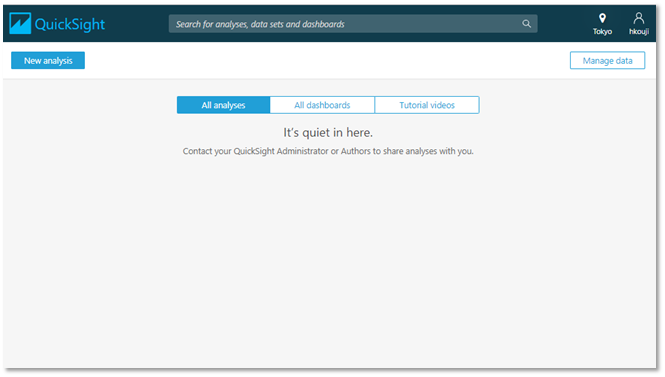 QuickSight
Search for analyses, data sets and dashboards
Tokyo
hkouji
New analysis
Manage data
All analyses
All dashboards
Tutorial videos
It's quiet in here.
Contact your QuickSight Administrator or Authors to share analyses with you.